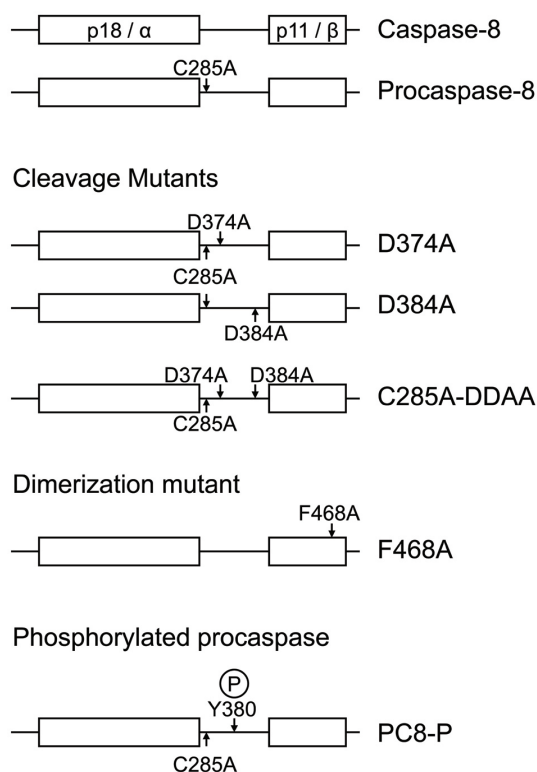 p18 / α p11 / β Caspase-8
C285A
Procaspase-8
Cleavage Mutants
D374A
D374A
C285A
D384A
D384A
D374A D384A
C285A-DDAA
C285A
Dimerization mutant
F468A
F468A
Phosphorylated procaspase
P
Y380
PC8-P
C285A